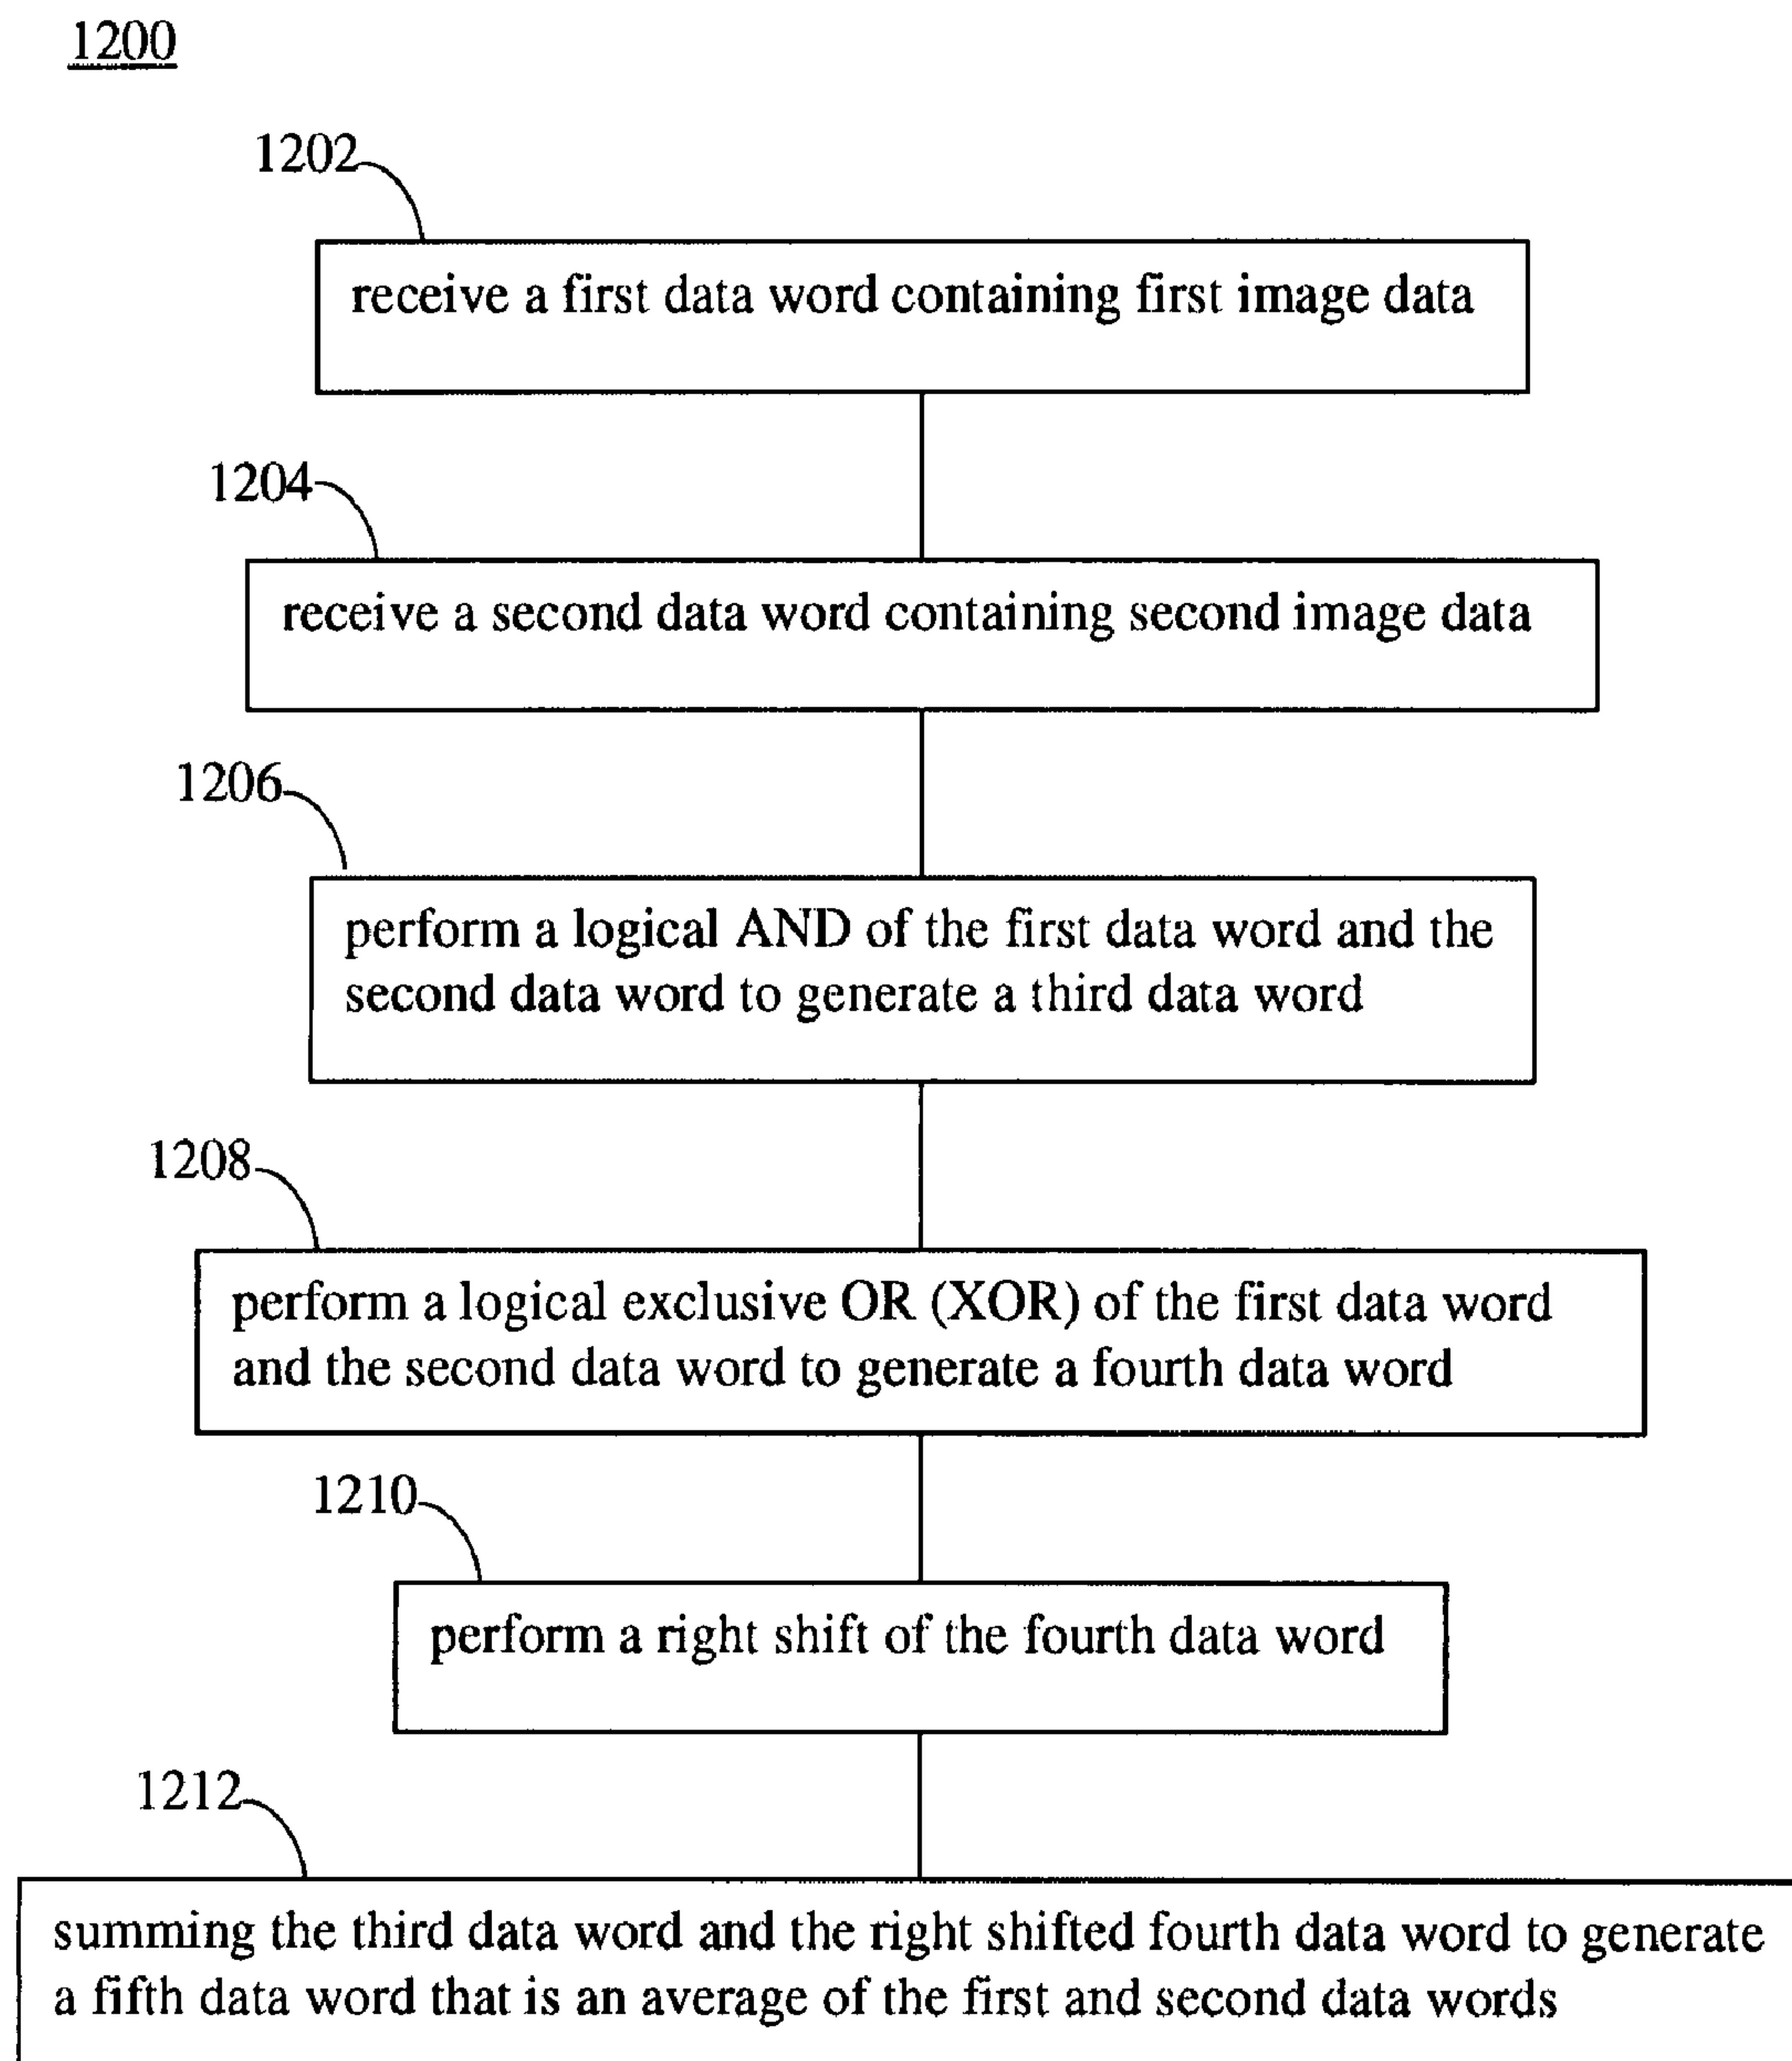 1200
1202
receive a first data word containing first image data
1204
receive a second data word containing second image data
1206
perform a logical AND of the first data word and the
second data word to generate a third data word
1208
perform a logical exclusive OR (XOR) of the first data word
and the second data word to generate a fourth data word
1210
perform a right shift of the fourth data word
1212
summing the third data word and the right shifted fourth data word to generate
a fifth data word that is an average of the first and second data words